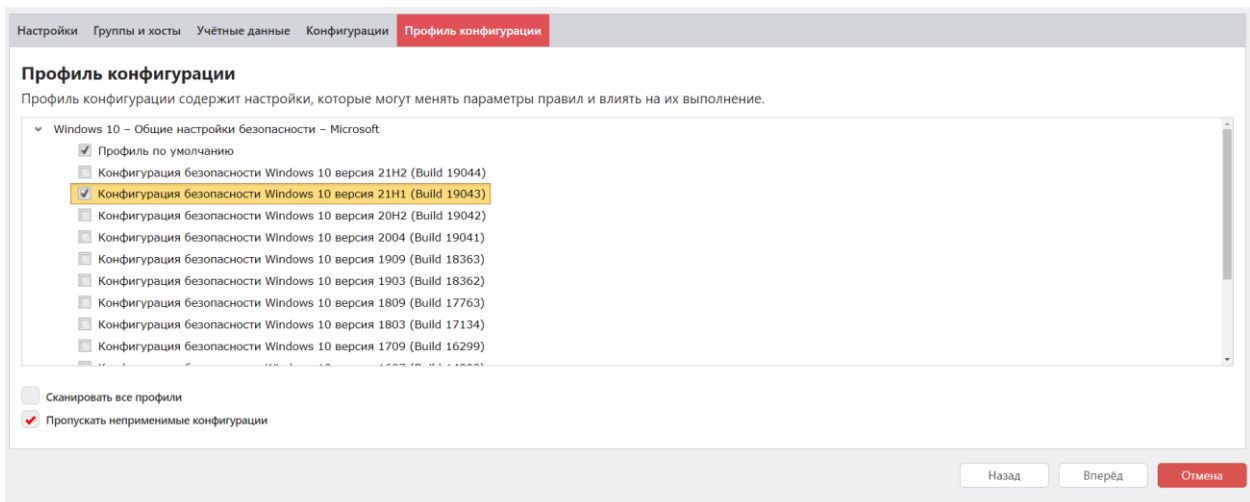 Настройки Группы и хосты Учётные данные Конфигурации Профиль конфигурации
Профиль конфигурации
Профиль конфигурации содержит настройки, которые могут менять параметры правил и влиять на их выполнение.
Windows 10 – Общие настройки безопасности – Microsoft
Профиль по умолчанию
Конфигурация безопасности Windows 10 версия 21H2 (Build 19044)
Конфигурация безопасности Windows 10 версия 21H1 (Build 19043)
Конфигурация безопасности Windows 10 версия 20H2 (Build 19042)
Конфигурация безопасности Windows 10 версия 2004 (Build 19041)
Конфигурация безопасности Windows 10 версия 1909 (Build 18363)
Конфигурация безопасности Windows 10 версия 1903 (Build 18362)
Конфигурация безопасности Windows 10 версия 1809 (Build 17763)
Конфигурация безопасности Windows 10 версия 1803 (Build 17134)
Конфигурация безопасности Windows 10 версия 1709 (Build 16299)
Сканировать все профили
Пропускать неприменимые конфигурации
Назад Вперёд Отмена